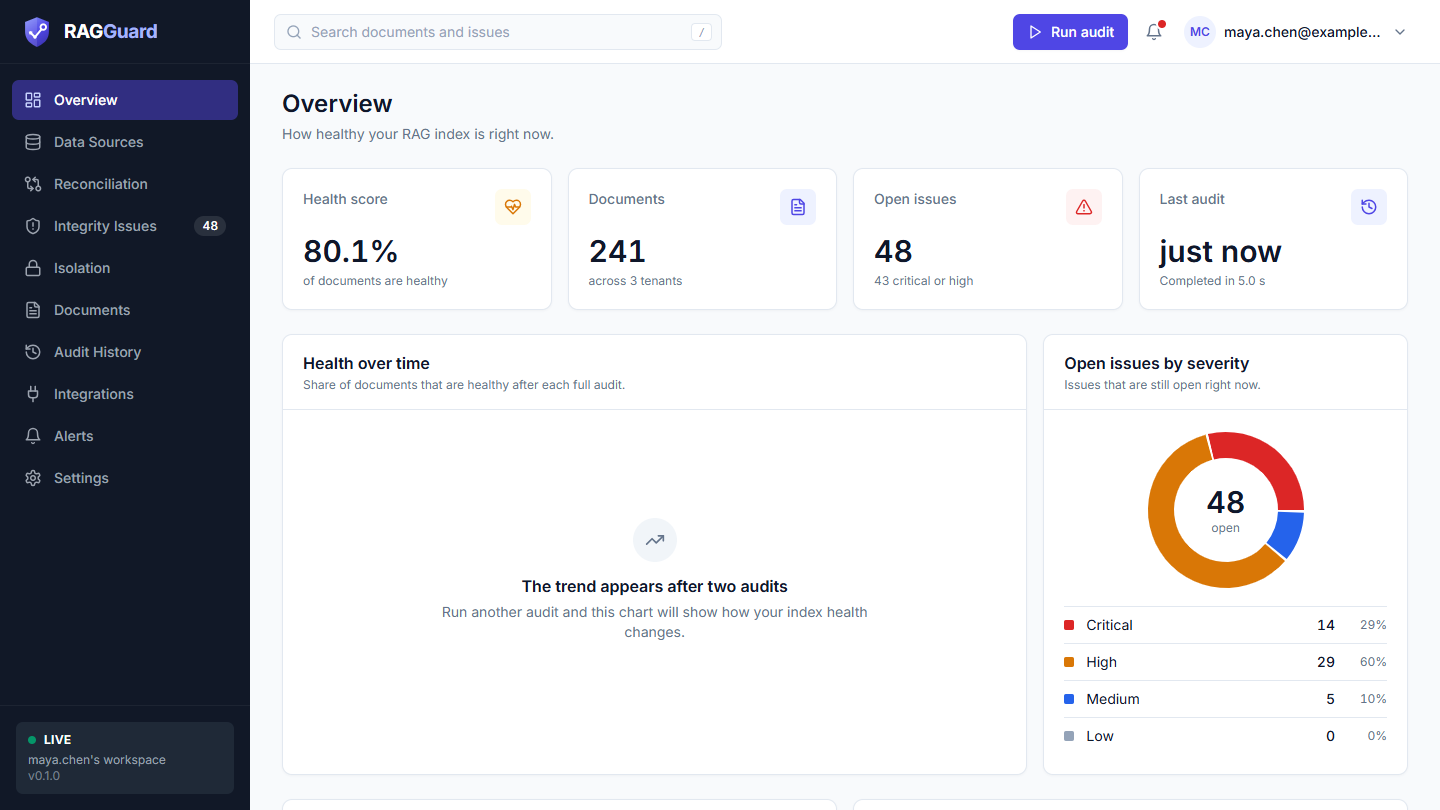 RAGGuard
Search documents and issues
/
Run audit
MC
maya.chen@example...
Overview
Data Sources
Reconciliation
Integrity Issues
48
Isolation
Documents
Audit History
Integrations
Alerts
Settings
LIVE
maya.chen's workspace
v0.1.0
Overview
How healthy your RAG index is right now.
Health score
80.1%
of documents are healthy
Documents
241
across 3 tenants
Open issues
48
43 critical or high
Last audit
just now
Completed in 5.0 s
Health over time
Share of documents that are healthy after each full audit.
The trend appears after two audits
Run another audit and this chart will show how your index health
changes.
Open issues by severity
Issues that are still open right now.
48
open
Critical 14 29%
High 29 60%
Medium 5 10%
Low 0 0%